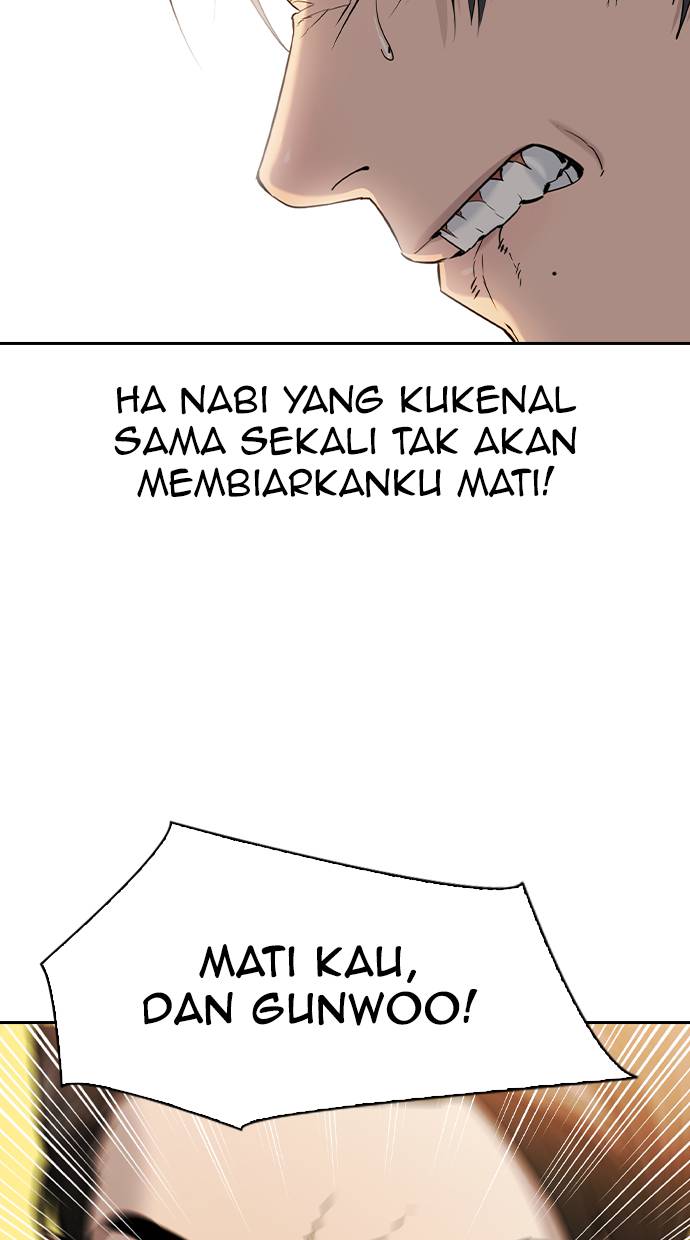 HA NABI YANG KUKENAL
SAMA SEKALI TAK AKAN
MEMBIARKANKU MATI!
MATI KAU,
DAN GUNWOO!